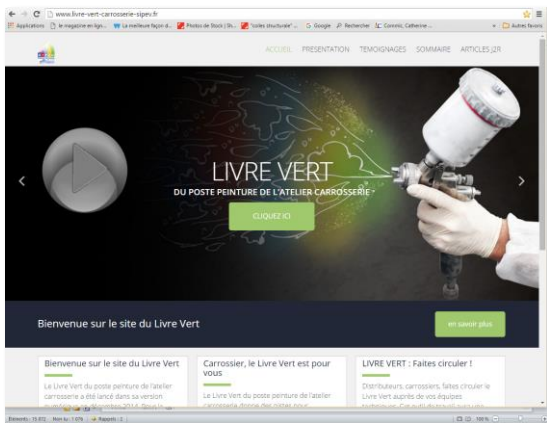 www.livre-vert-carrosserie-sipev.fr
Applications
le magazine en lign...
La meilleure façon d...
Photos de Stock | Sh...
Google
Autres favoris
ACCUEIL PRESENTATION TEMOIGNAGES SOMMAIRE ARTICLES J2R
LIVRE VERT
DU POSTE PEINTURE DE L'ATELIER CARROSSERIE
CLIQUEZ ICI
Bienvenue sur le site du Livre Vert
en savoir plus
Bienvenue sur le site du Livre Vert
Le Livre Vert du poste peinture de l'atelier
carrosserie a été lancé dans sa version
Carrossier, le Livre Vert est pour
vous
Le Livre Vert du poste peinture de l'atelier
LIVRE VERT : Faites circuler !
Distributeurs, carrossiers, faites circuler le
Livre Vert auprès de vos équipes
100%